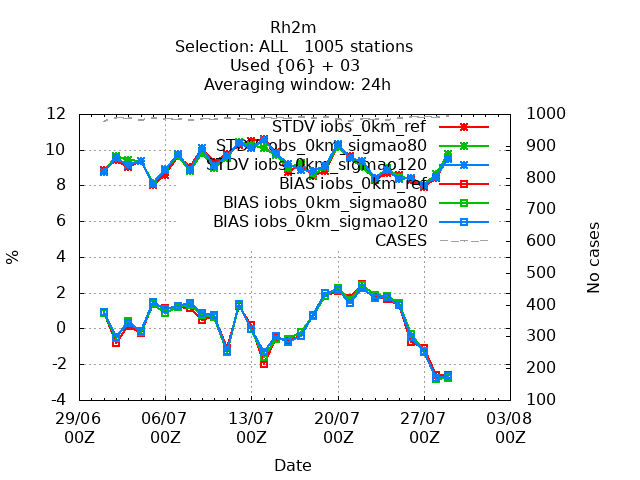 Rh2m
Selection: ALL   1005 stations
Used {06} + 03
Averaging window: 24h
12
10
8
6
4
2
0
-2
-4
%
1000
900
800
700
600
500
400
300
200
100
No cases
STDV iobs_0km_ref
STDV iobs_0km_sigmao80
STDV iobs_0km_sigmao120
BIAS iobs_0km_ref
BIAS iobs_0km_sigmao80
BIAS iobs_0km_sigmao120
CASES
29/06 06/07 13/07 20/07 27/07 03/08
00Z 00Z 00Z 00Z 00Z 00Z
Date